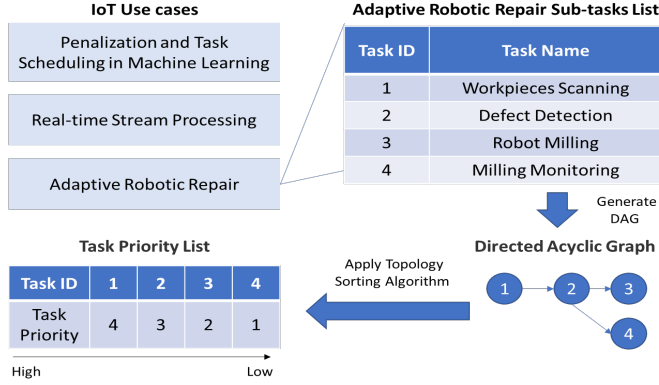 IoT Use cases
Penalization and Task
Scheduling in Machine Learning
Real-time Stream Processing
Adaptive Robotic Repair
Adaptive Robotic Repair Sub-tasks List
Task ID Task Name
1 Workpieces Scanning
2 Defect Detection
3 Robot Milling
4 Milling Monitoring
Generate
DAG
Directed Acyclic Graph
1 2 3
4
Apply Topology
Sorting Algorithm
Task Priority List
Task ID 1 2 3 4
Task
Priority 4 3 2 1
High Low